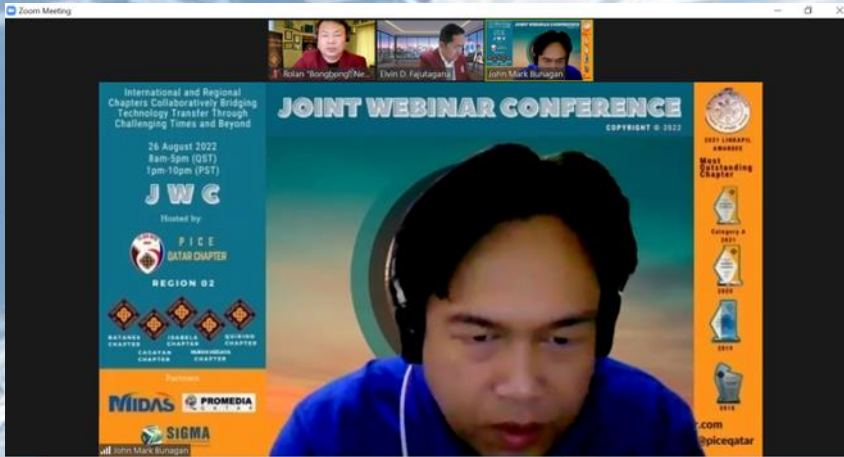 Zoom Meeting
Rolan "Bongbong" Ne...
Elvin D. Fajutagana
John Mark Bunagan
International and Regional
Chapters Collaboratively Bridging
Technology Transfer Through
Challenging Times and Beyond
26 August 2022
8am-5pm (QST)
1pm-10pm (PST)
JWC
Hosted by
PICE
QATAR CHAPTER
REGION 02
BATANES
CHAPTER
CAGAYAN
CHAPTER
ISABELA
CHAPTER
NUEVA VIZCAYA
CHAPTER
QUIRINO
CHAPTER
Partners
MIDAS
PROMEDIA
QATAR
SIGMA
John Mark Bunagan
JOINT WEBINAR CONFERENCE
COPYRIGHT © 2022
2021 LINKAPIL
AWARDEE
Most
Outstanding
Chapter
Category A
2021
2020
2019
2018
r.com
@piceqatar